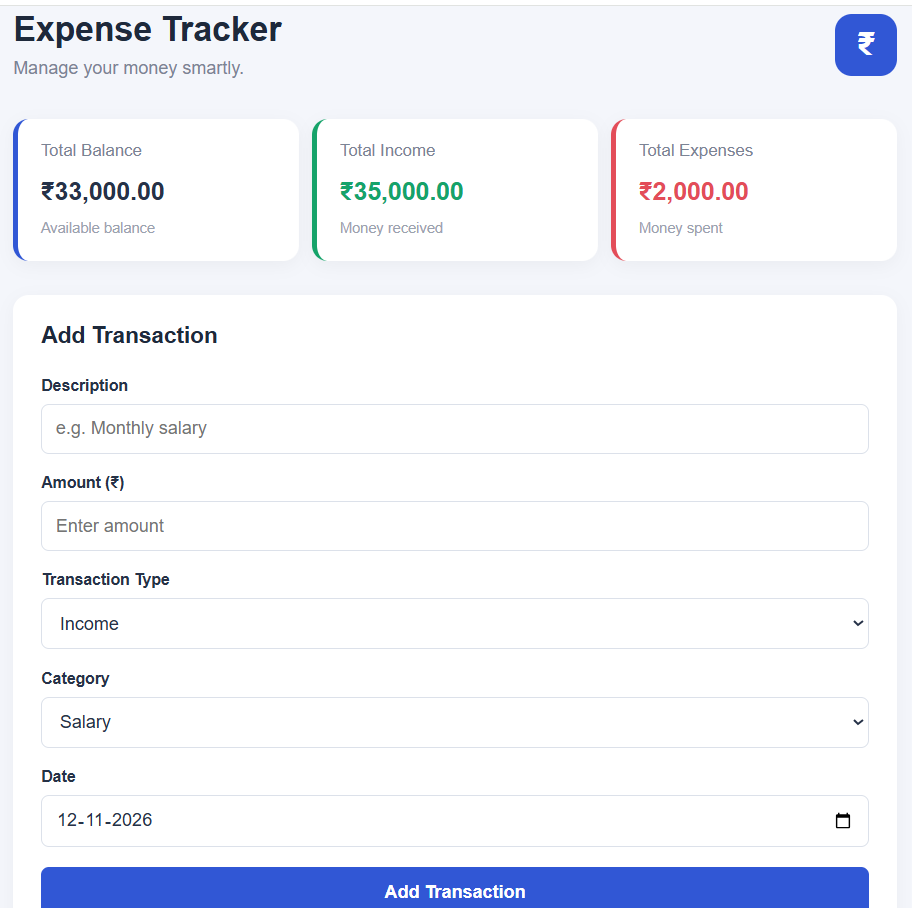 Expense Tracker
₹
Manage your money smartly.
Total Balance
₹33,000.00
Available balance
Total Income
₹35,000.00
Money received
Total Expenses
₹2,000.00
Money spent
Add Transaction
Description
e.g. Monthly salary
Amount (₹)
Enter amount
Transaction Type
Income
Category
Salary
Date
12-11-2026
Add Transaction